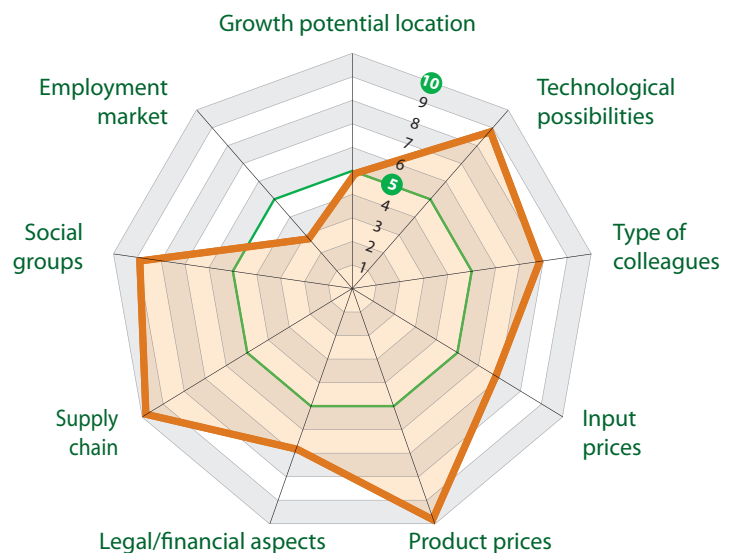 Growth potential location
Employment
market
10
9
8
7
6
5
4
3
2
1
Technological
possibilities
Social
groups
Type of
colleagues
Supply
chain
Input
prices
Legal/financial aspects
Product prices